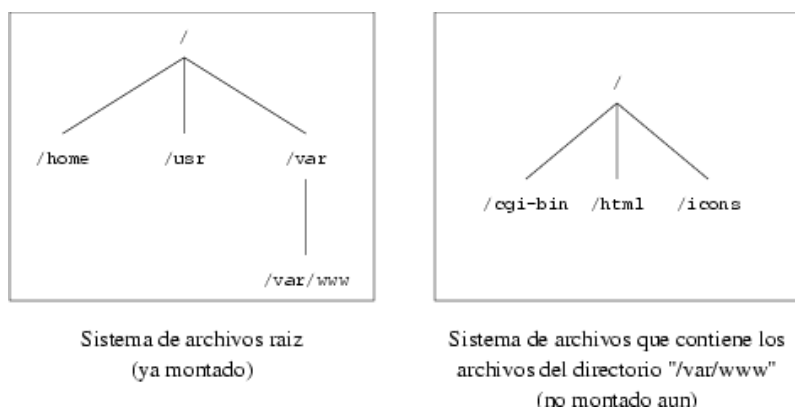 /
/home /usr /var
/var/www
Sistema de archivos raiz
(ya montado)
/
/cgi-bin /html /icons
Sistema de archivos que contiene los
archivos del directorio "/var/www"
(no montado aun)